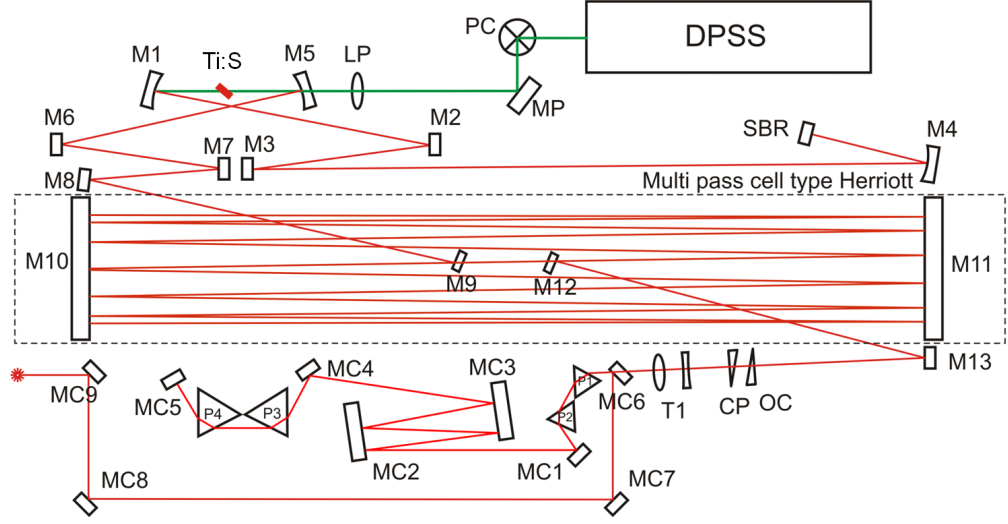 PC
DPSS
M1
Ti:S
M5
LP
MP
M6
M2
SBR
M4
M7
M3
M8
Multi pass cell type Herriott
M10
M9
M12
M11
M13
MC9
MC5
P4
P3
MC4
MC3
P1
P2
MC6
T1
CP
OC
MC2
MC1
MC8
MC7